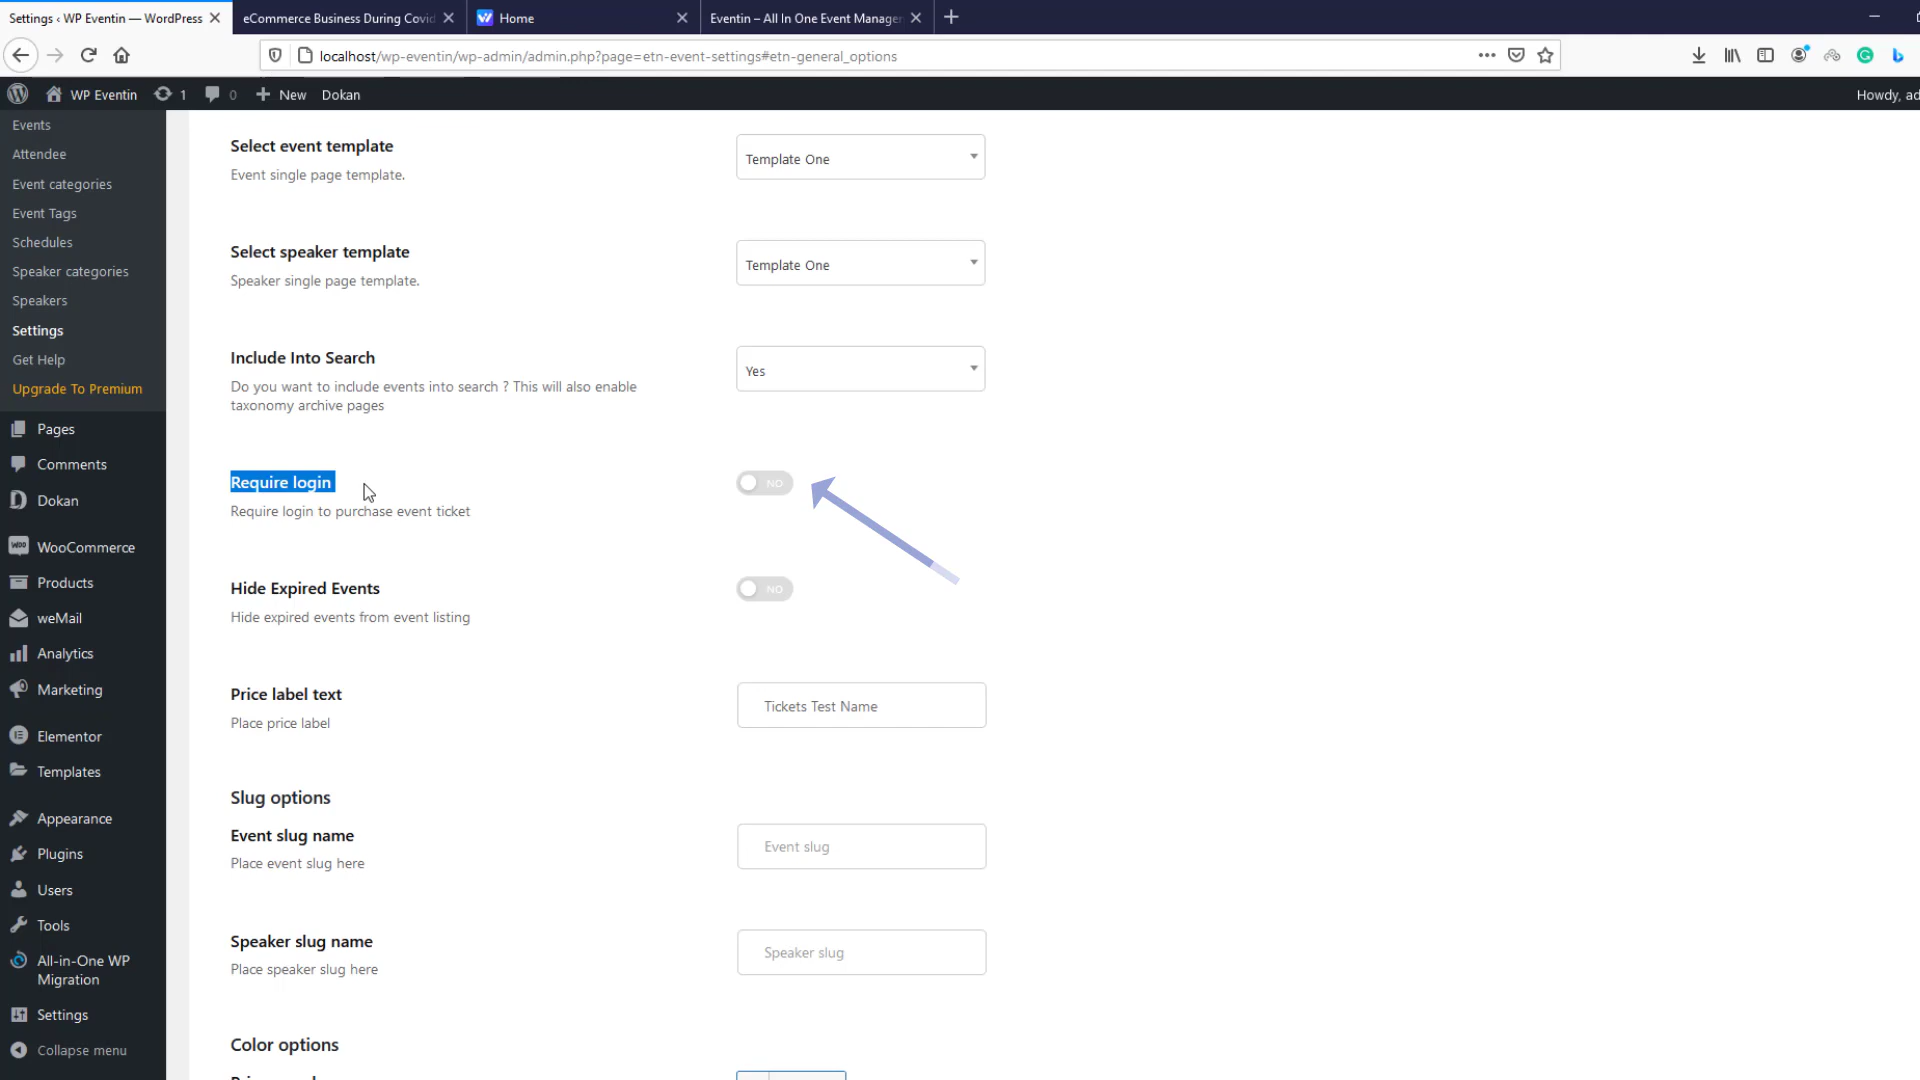 Settings ‹ WP Eventin — WordPress
eCommerce Business During Covid
Home
Eventin – All In One Event Manager
localhost/wp-eventin/wp-admin/admin.php?page=etn-event-settings#etn-general_options
WP Eventin
1
0
New
Dokan
Howdy, ad
Events
Attendee
Event categories
Event Tags
Schedules
Speaker categories
Speakers
Settings
Get Help
Upgrade To Premium
Pages
Comments
Dokan
WooCommerce
Products
weMail
Analytics
Marketing
Elementor
Templates
Appearance
Plugins
Users
Tools
All-in-One WP
Migration
Settings
Collapse menu
Select event template
Event single page template.
Template One
Select speaker template
Speaker single page template.
Template One
Include Into Search
Do you want to include events into search ? This will also enable
taxonomy archive pages
Yes
Require login
Require login to purchase event ticket
NO
Hide Expired Events
Hide expired events from event listing
NO
Price label text
Place price label
Tickets Test Name
Slug options
Event slug name
Place event slug here
Event slug
Speaker slug name
Place speaker slug here
Speaker slug
Color options